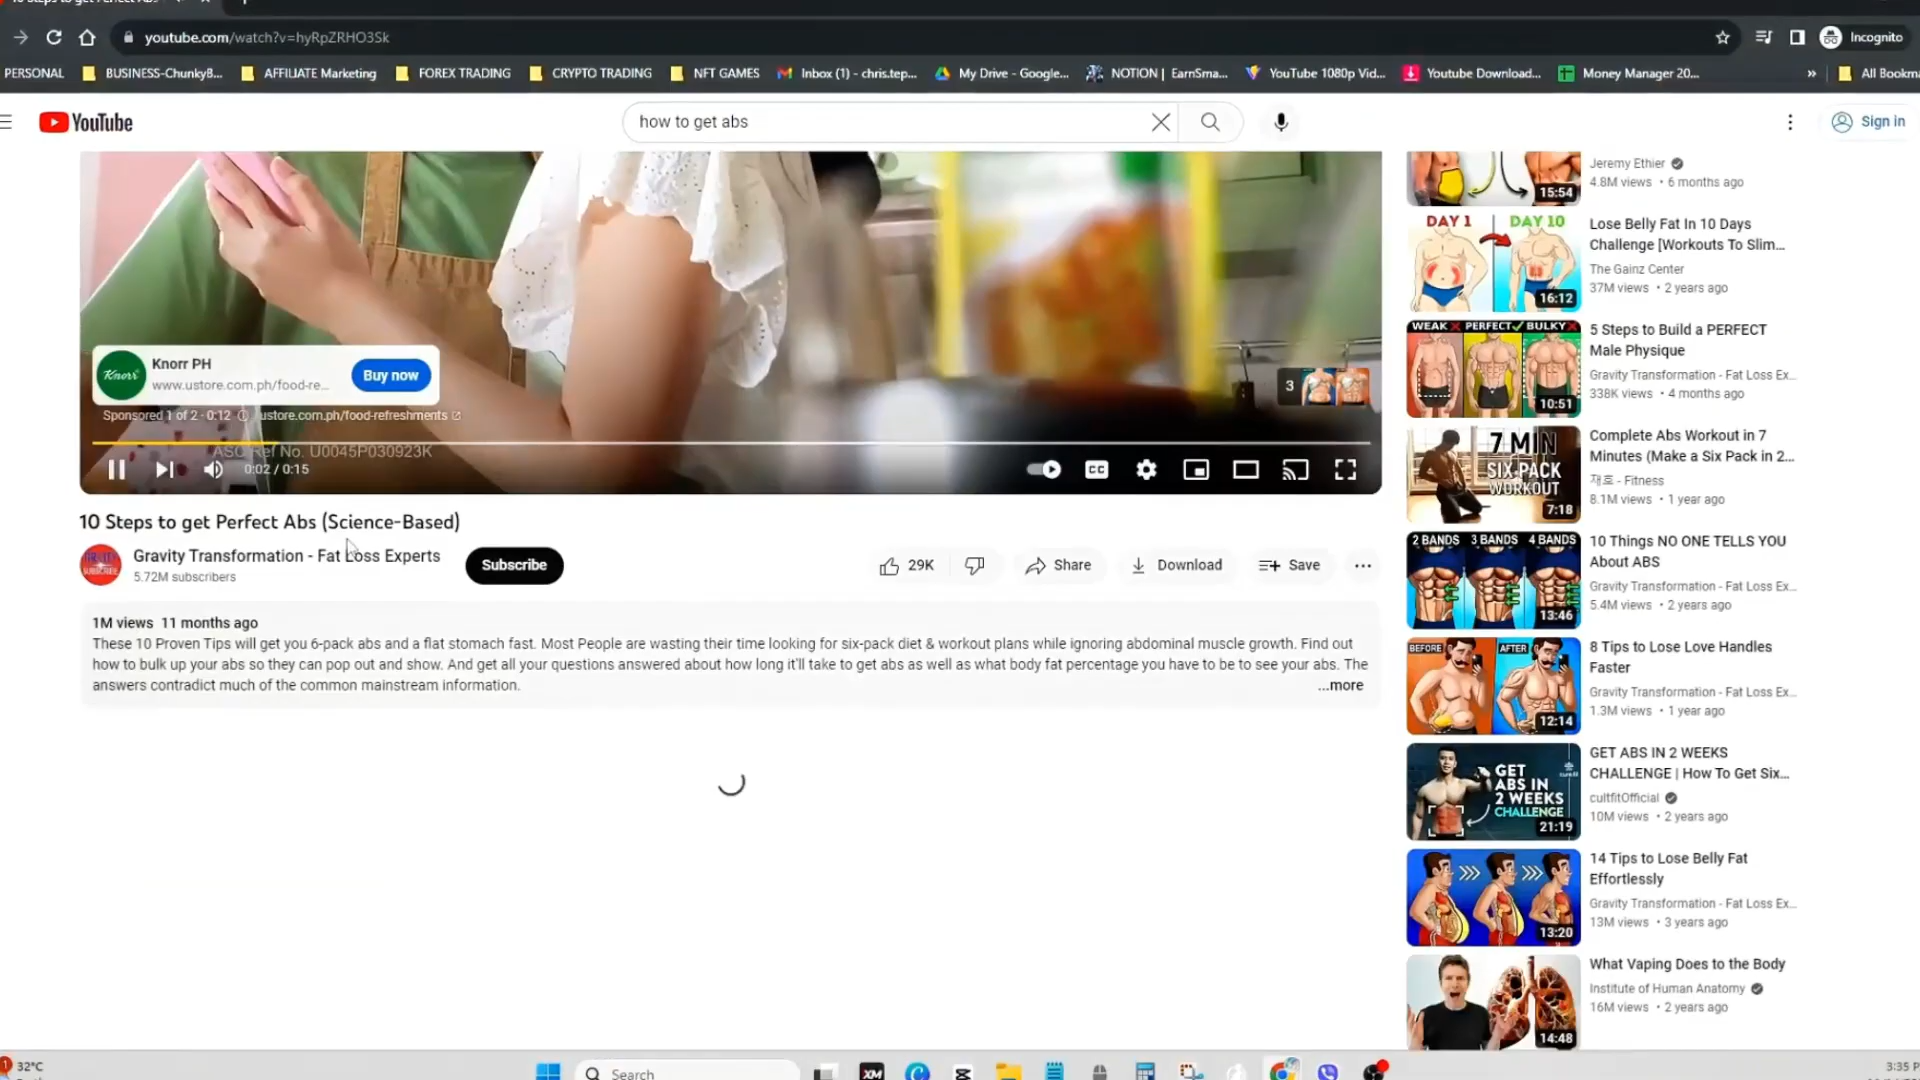 youtube.com/watch?v=hyRpZRHO3Sk
Incognito
PERSONAL
BUSINESS-ChunkyB...
AFFILIATE Marketing
FOREX TRADING
CRYPTO TRADING
NFT GAMES
Inbox (1) - chris.tep...
My Drive - Google...
NOTION | EarnSma...
YouTube 1080p Vid...
Youtube Download...
Money Manager 20...
»
All Bookma
YouTube
how to get abs
Sign in
Knorr
Knorr PH
www.ustore.com.ph/food-re...
Buy now
Sponsored 1 of 2 · 0:12
ustore.com.ph/food-refreshments
ASC Ref No. U0045P030923K
0:02 / 0:15
CC
3
10 Steps to get Perfect Abs (Science-Based)
Gravity Transformation - Fat Loss Experts
5.72M subscribers
SUBSCRIBE
Subscribe
29K
Share
Download
Save
1M views 11 months ago
These 10 Proven Tips will get you 6-pack abs and a flat stomach fast. Most People are wasting their time looking for six-pack diet & workout plans while ignoring abdominal muscle growth. Find out
how to bulk up your abs so they can pop out and show. And get all your questions answered about how long it'll take to get abs as well as what body fat percentage you have to be to see your abs. The
answers contradict much of the common mainstream information.
...more
15:54
Jeremy Ethier
4.8M views • 6 months ago
DAY 1
DAY 10
16:12
Lose Belly Fat In 10 Days
Challenge [Workouts To Slim...
The Gainz Center
37M views • 2 years ago
WEAK
PERFECT
BULKY
10:51
5 Steps to Build a PERFECT
Male Physique
Gravity Transformation - Fat Loss Ex...
338K views • 4 months ago
7 MIN
SIX-PACK
WORKOUT
7:18
Complete Abs Workout in 7
Minutes (Make a Six Pack in 2...
재호 - Fitness
8.1M views • 1 year ago
2 BANDS
3 BANDS
4 BANDS
13:46
10 Things NO ONE TELLS YOU
About ABS
Gravity Transformation - Fat Loss Ex...
5.4M views • 2 years ago
BEFORE
AFTER
12:14
8 Tips to Lose Love Handles
Faster
Gravity Transformation - Fat Loss Ex...
1.3M views • 1 year ago
GET
ABS IN
2 WEEKS
CHALLENGE
21:19
GET ABS IN 2 WEEKS
CHALLENGE | How To Get Six...
cultfitOfficial
10M views • 2 years ago
13:20
14 Tips to Lose Belly Fat
Effortlessly
Gravity Transformation - Fat Loss Ex...
13M views • 3 years ago
14:48
What Vaping Does to the Body
Institute of Human Anatomy
16M views • 2 years ago
1
32°C
Search
XM
3:35 P